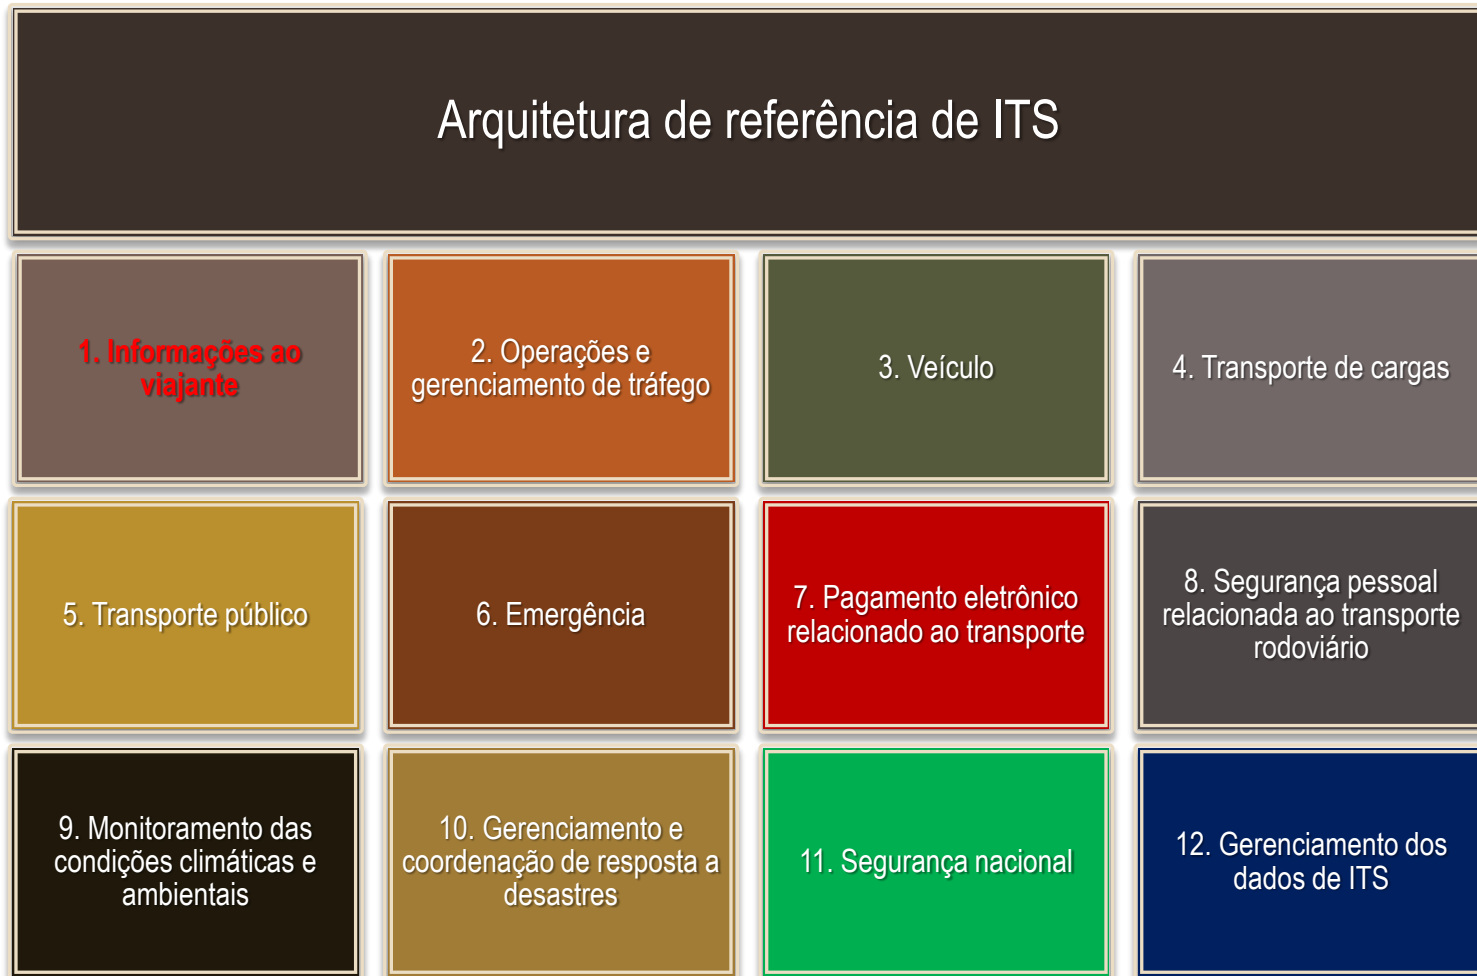 Arquitetura de referência de ITS
1. Informações ao
viajante
2. Operações e
gerenciamento de tráfego
3. Veículo
4. Transporte de cargas
5. Transporte público
6. Emergência
7. Pagamento eletrônico
relacionado ao transporte
8. Segurança pessoal
relacionada ao transporte
rodoviário
9. Monitoramento das
condições climáticas e
ambientais
10. Gerenciamento e
coordenação de resposta a
desastres
11. Segurança nacional
12. Gerenciamento dos
dados de ITS